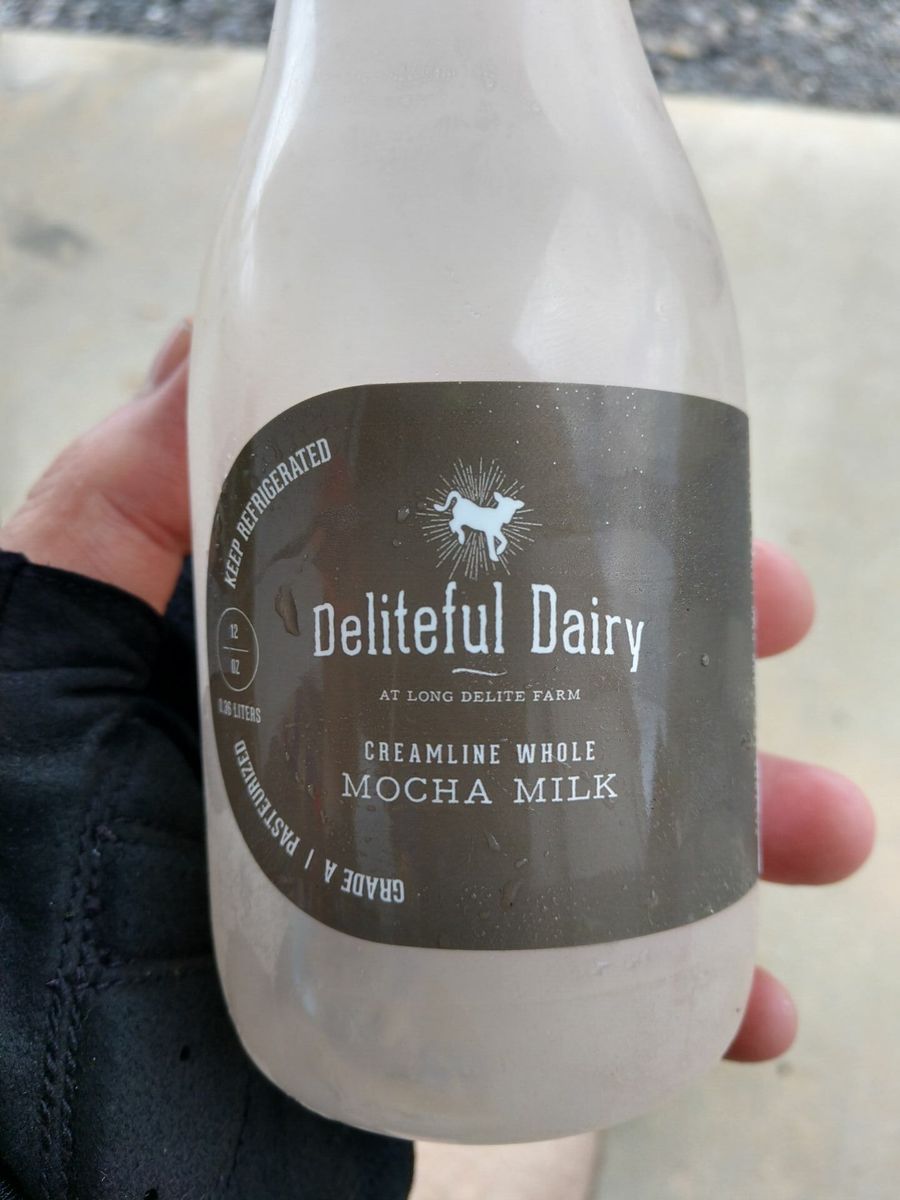 KEEP REFRIGERATED
12
OZ
0.36 LITERS
GRADE A | PASTEURIZED
Deliteful Dairy
AT LONG DELITE FARM
CREAMLINE WHOLE
MOCHA MILK